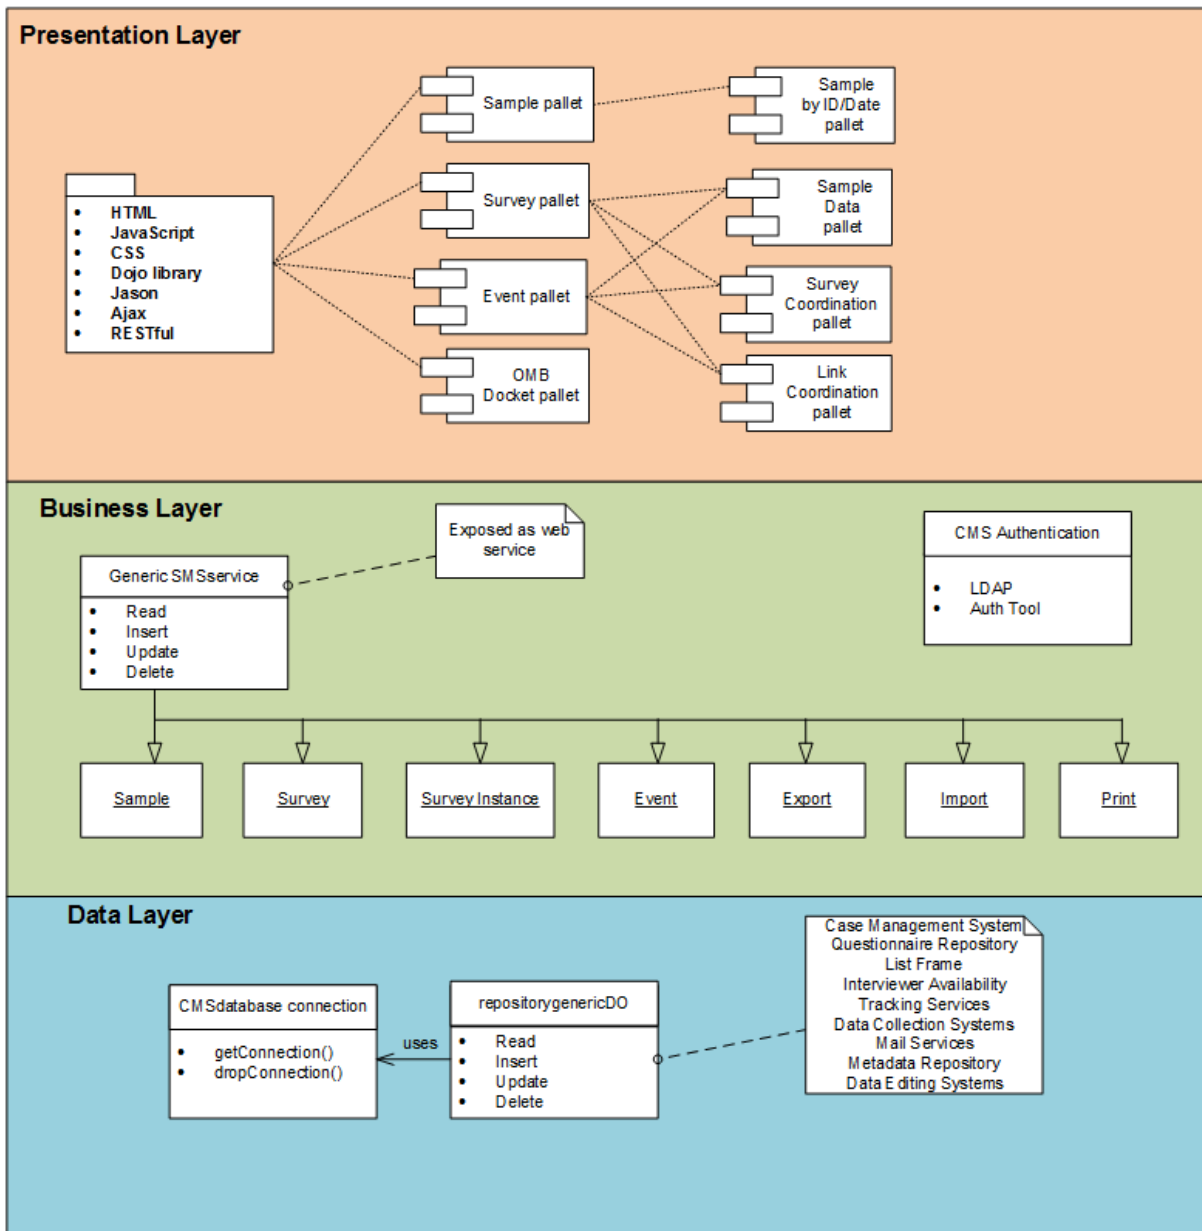 Presentation Layer
Sample pallet
Sample
by ID/Date
pallet
HTML
JavaScript
CSS
Dojo library
Jason
Ajax
RESTful
Survey pallet
Sample
Data
pallet
Event pallet
Survey
Coordination
pallet
OMB
Docket pallet
Link
Coordination
pallet
Business Layer
Exposed as web
service
CMS Authentication
LDAP
Auth Tool
Generic SMSservice
Read
Insert
Update
Delete
Sample
Survey
Survey Instance
Event
Export
Import
Print
Data Layer
CMSdatabase connection
getConnection()
dropConnection()
uses
repositorygenericDO
Read
Insert
Update
Delete
Case Management System
Questionnaire Repository
List Frame
Interviewer Availability
Tracking Services
Data Collection Systems
Mail Services
Metadata Repository
Data Editing Systems